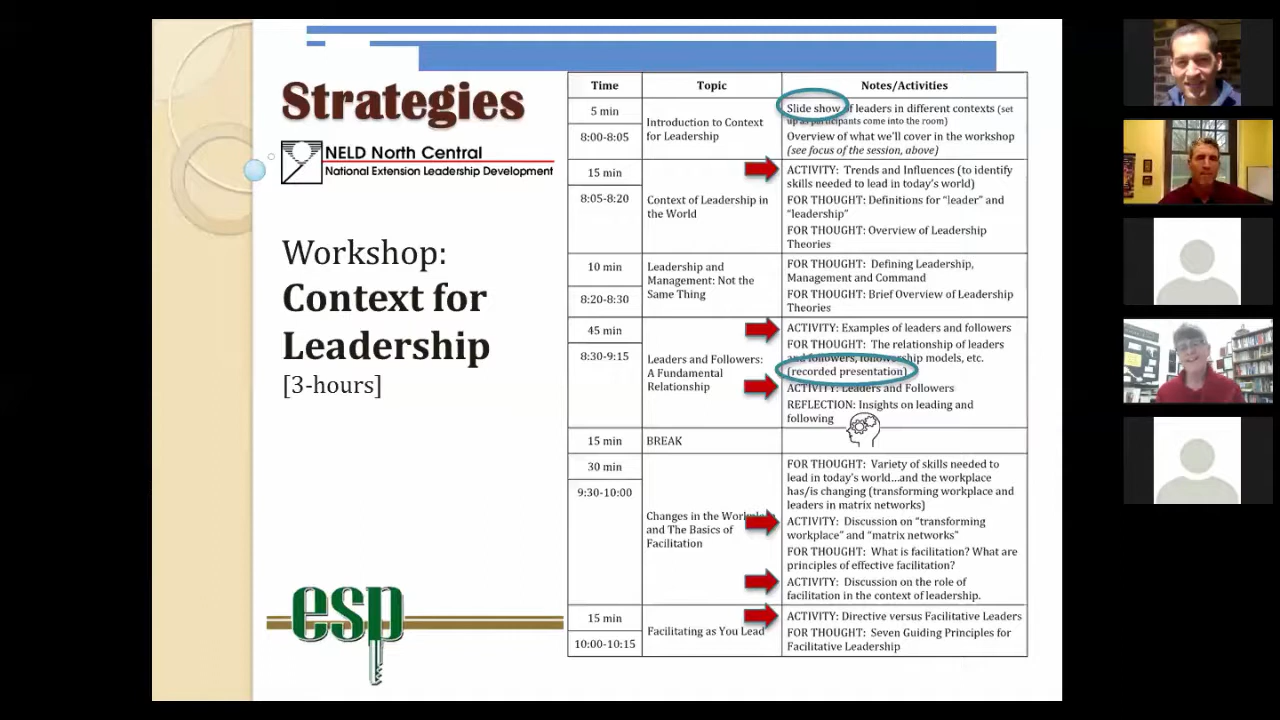 Strategies
NELD North Central
National Extension Leadership Development
Workshop:
Context for
Leadership
[3-hours]
esp
Time Topic Notes/Activities
5 min
8:00-8:05
Introduction to Context
for Leadership
Slide show of leaders in different contexts (set
up as participants come into the room)
Overview of what we'll cover in the workshop
(see focus of the session, above)
15 min
8:05-8:20
Context of Leadership in
the World
ACTIVITY: Trends and Influences (to identify
skills needed to lead in today's world)
FOR THOUGHT: Definitions for "leader" and
"leadership"
FOR THOUGHT: Overview of Leadership
Theories
10 min
8:20-8:30
Leadership and
Management: Not the
Same Thing
FOR THOUGHT: Defining Leadership,
Management and Command
FOR THOUGHT: Brief Overview of Leadership
Theories
45 min
8:30-9:15
Leaders and Followers:
A Fundamental
Relationship
ACTIVITY: Examples of leaders and followers
FOR THOUGHT: The relationship of leaders
and followers, followership models, etc.
(recorded presentation)
ACTIVITY: Leaders and Followers
REFLECTION: Insights on leading and
following
15 min
BREAK
30 min
9:30-10:00
Changes in the
and The Basics of
Facilitation
FOR THOUGHT: Variety of skills needed to
lead in today's world…and the workplace
has/is changing (transforming workplace and
leaders in matrix networks)
ACTIVITY: Discussion on "transforming
workplace" and "matrix networks"
FOR THOUGHT: What is facilitation? What are
principles of effective facilitation?
ACTIVITY: Discussion on the role of
facilitation in the context of leadership.
15 min
10:00-10:15
Facilitating as You Lead
ACTIVITY: Directive versus Facilitative Leaders
FOR THOUGHT: Seven Guiding Principles for
Facilitative Leadership